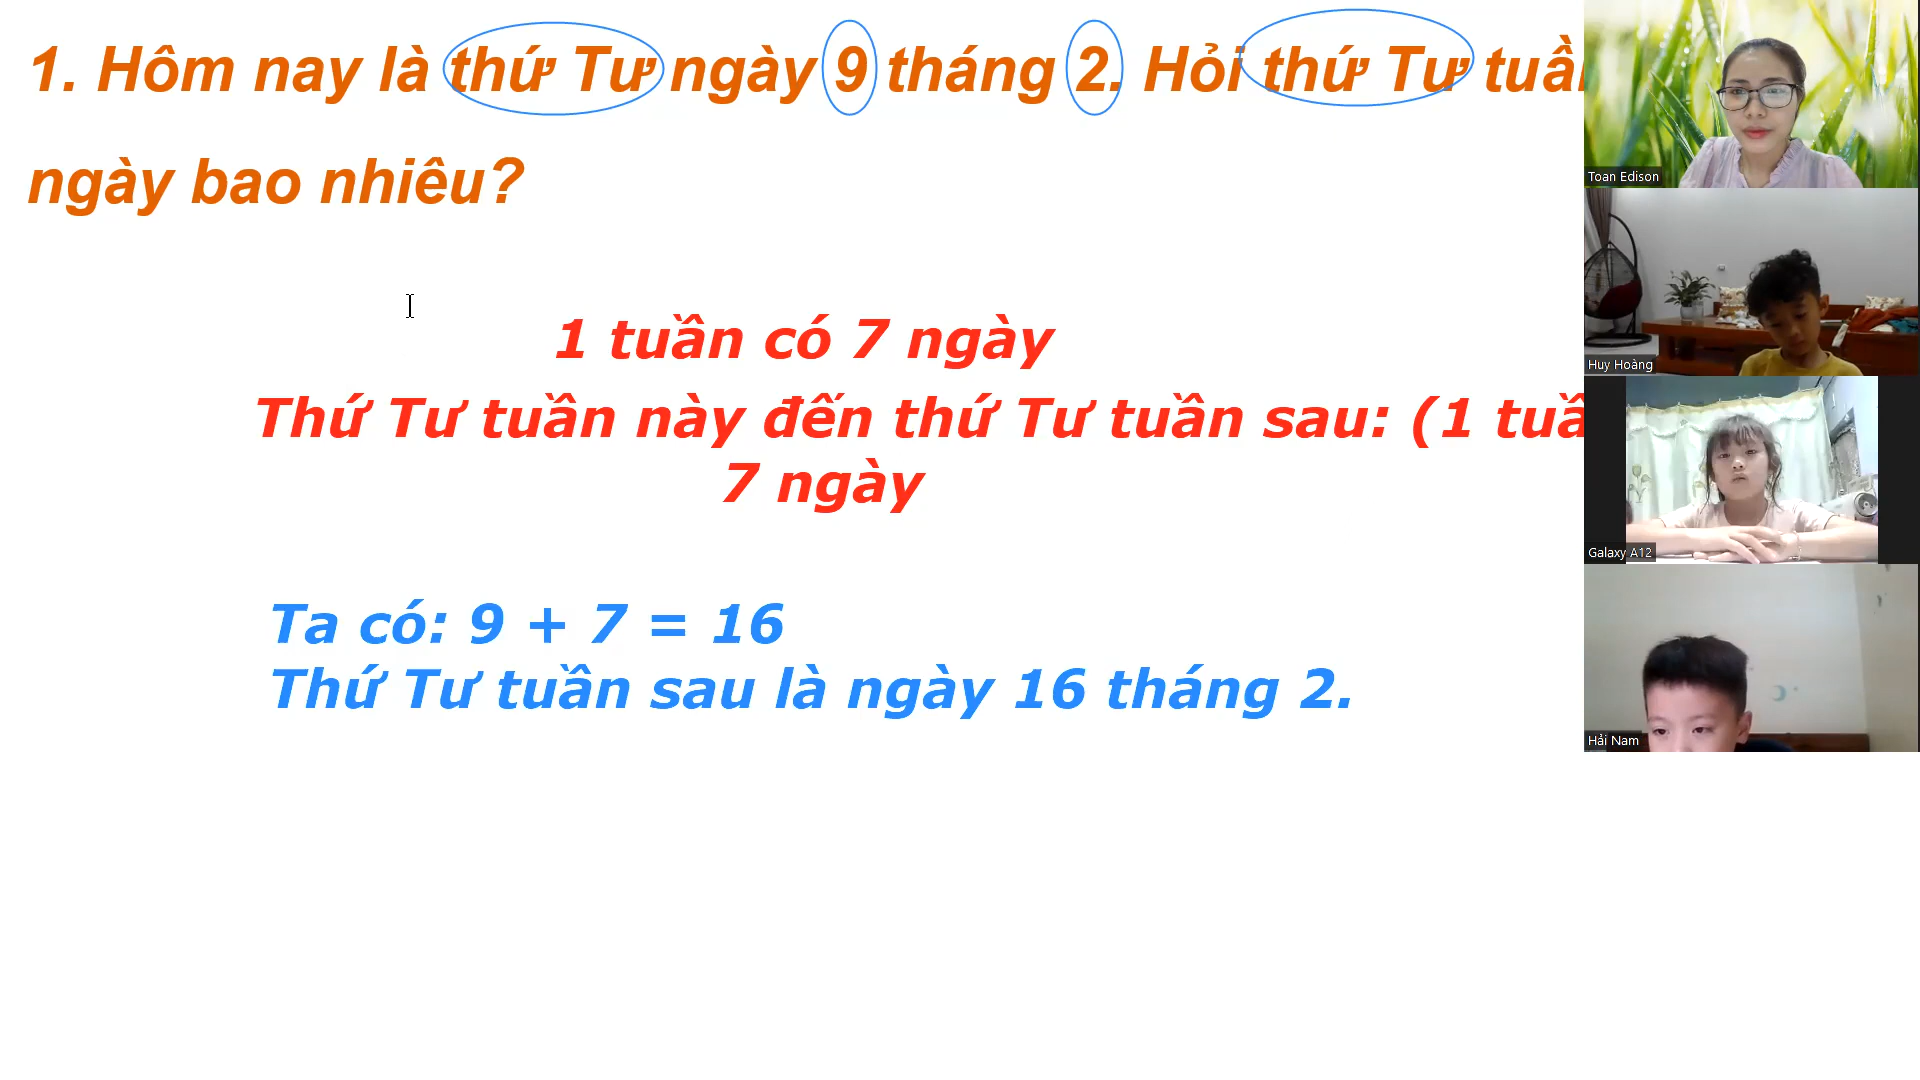 1. Hôm nay là thứ Tư ngày 9 tháng 2. Hỏi thứ Tư
ngày bao nhiêu?
1 tuần có 7 ngày
Thứ Tư tuần này đến thứ Tư tuần sau: (1
7 ngày
Ta có: 9 + 7 = 16
Thứ Tư tuần sau là ngày 16 tháng 2.
Toan Edison
Huy Hoàng
Galaxy A12
Hải Nam